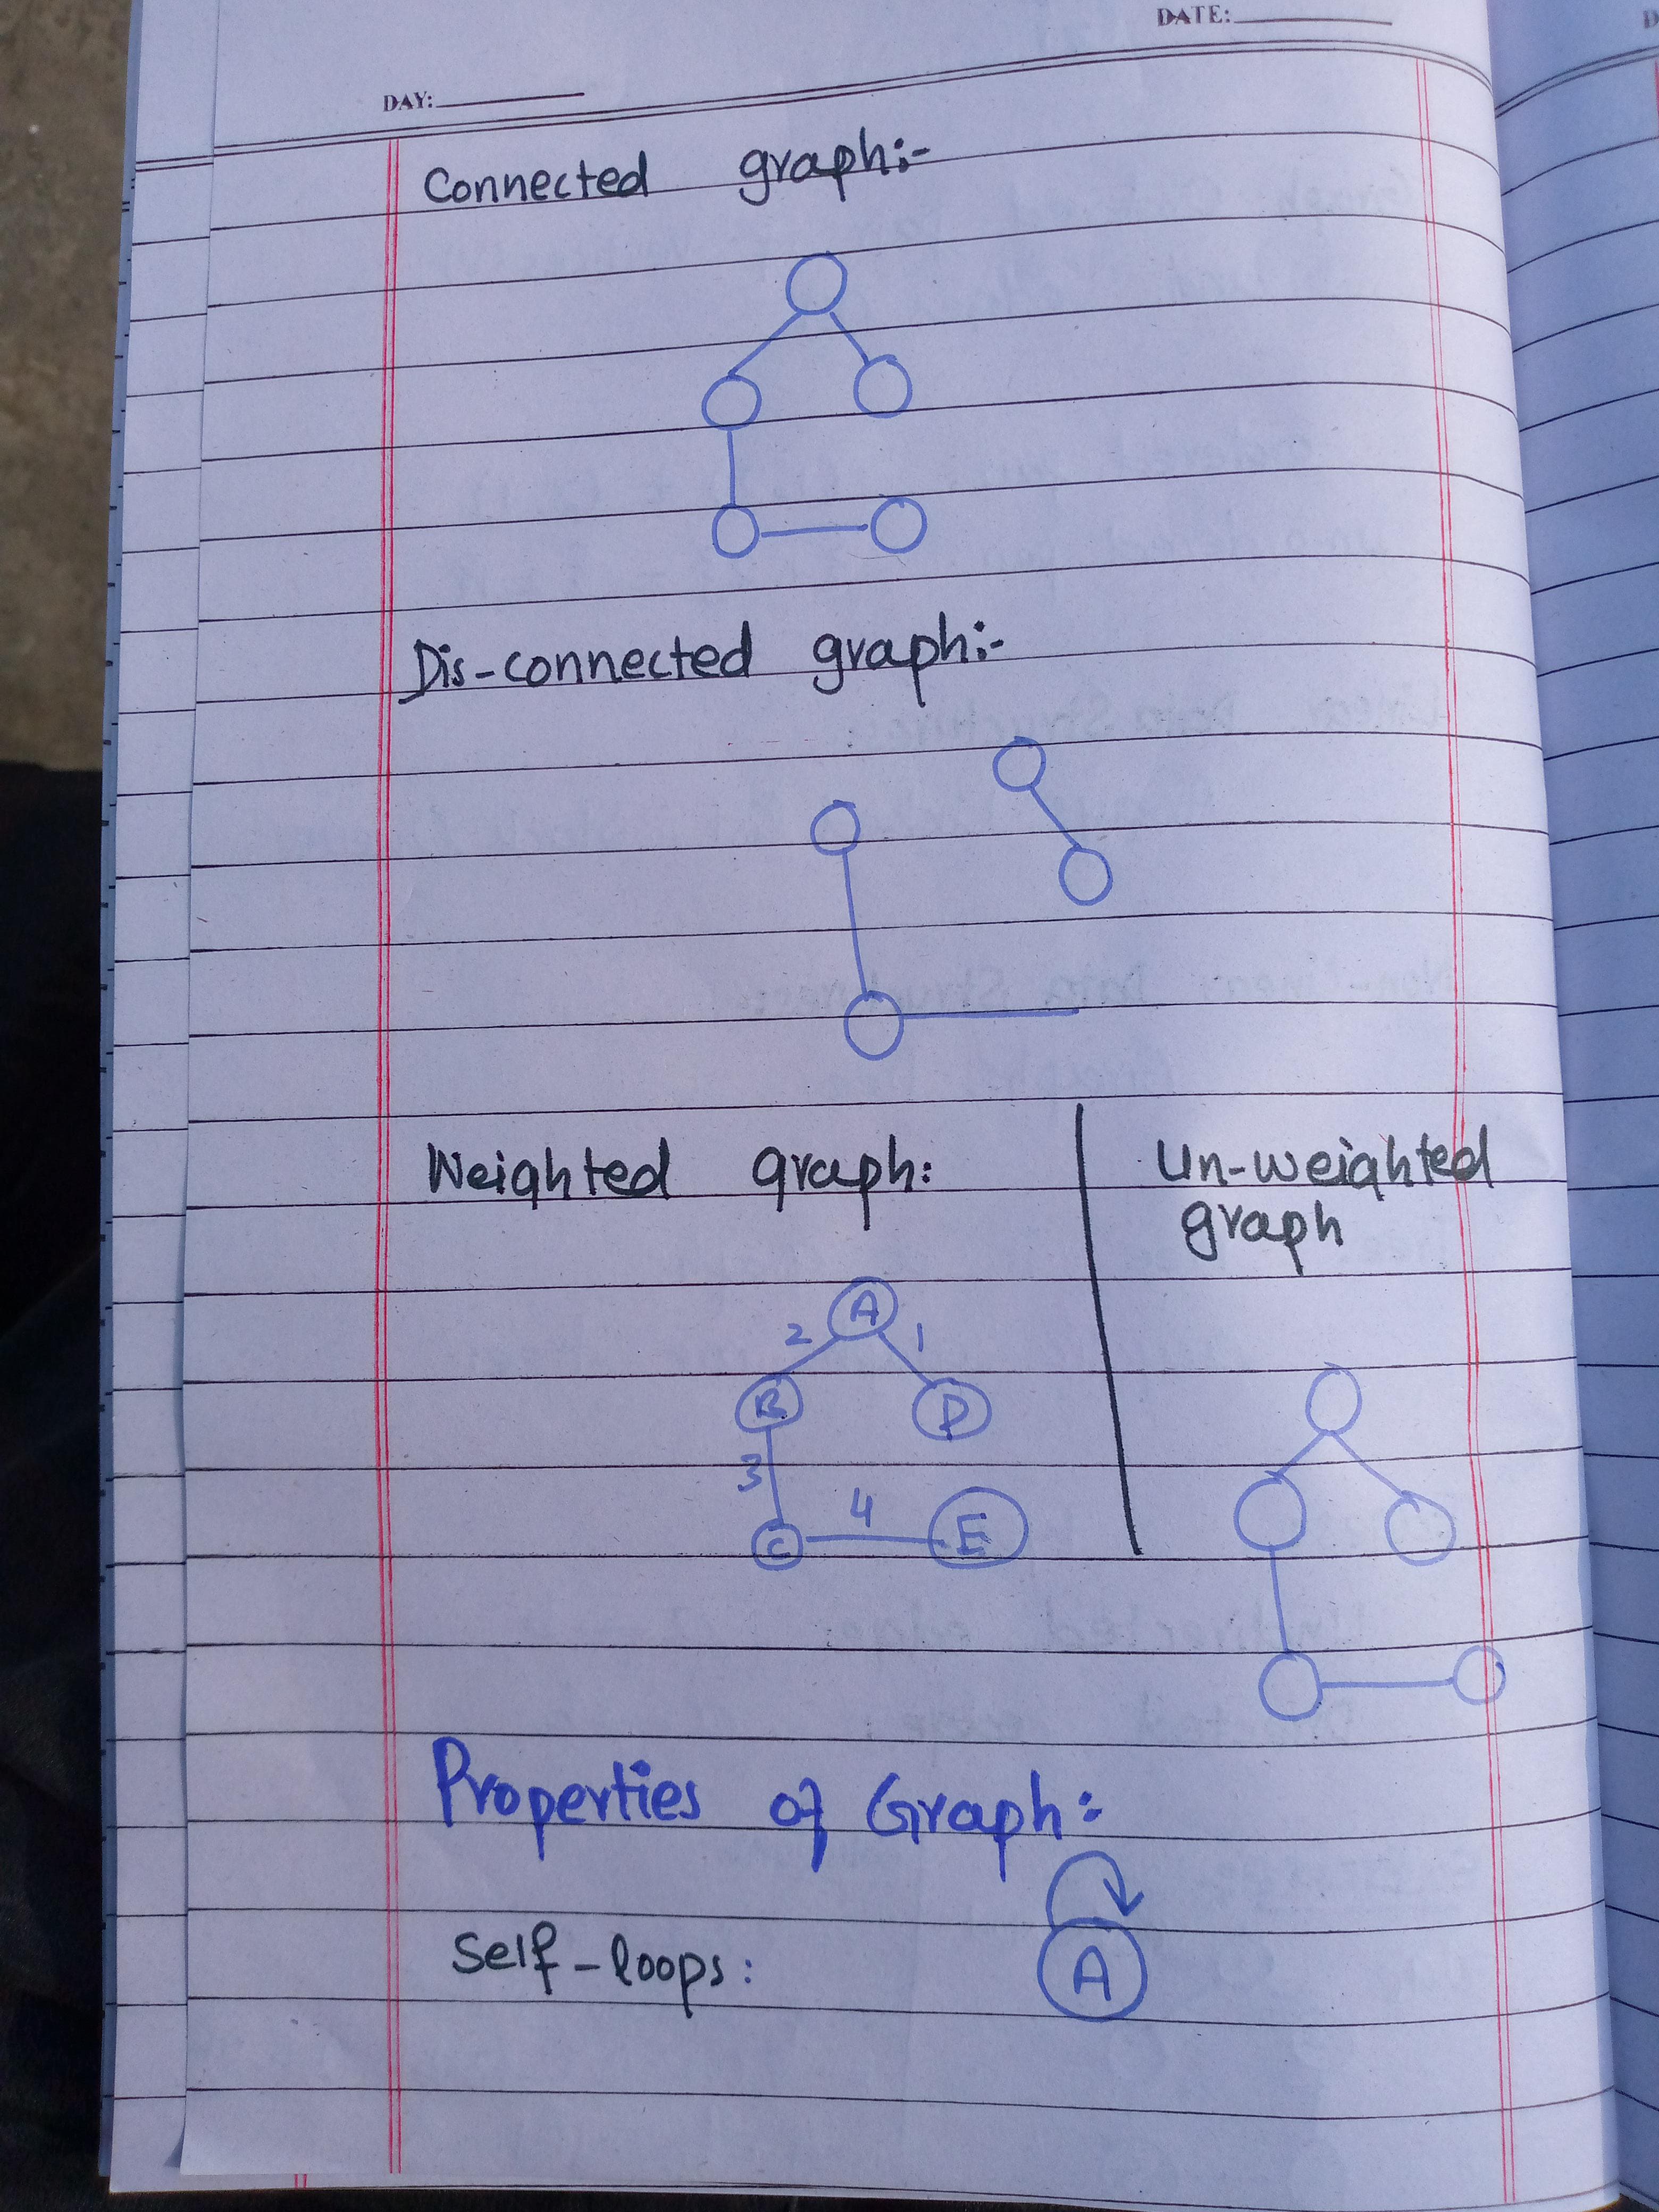 DATE:
DAY:
Connected graph:-
Dis-connected graph:-
Weighted graph:
Un-weighted
graph
A
2 1
B D
3
4
C E
Properties of Graph:
Self-loops:
A